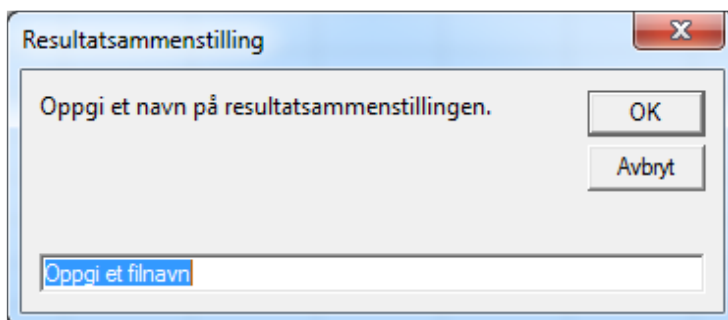 Resultatsammenstilling
Oppgi et navn på resultatsammenstillingen.
OK
Avbryt
Oppgi et filnavn